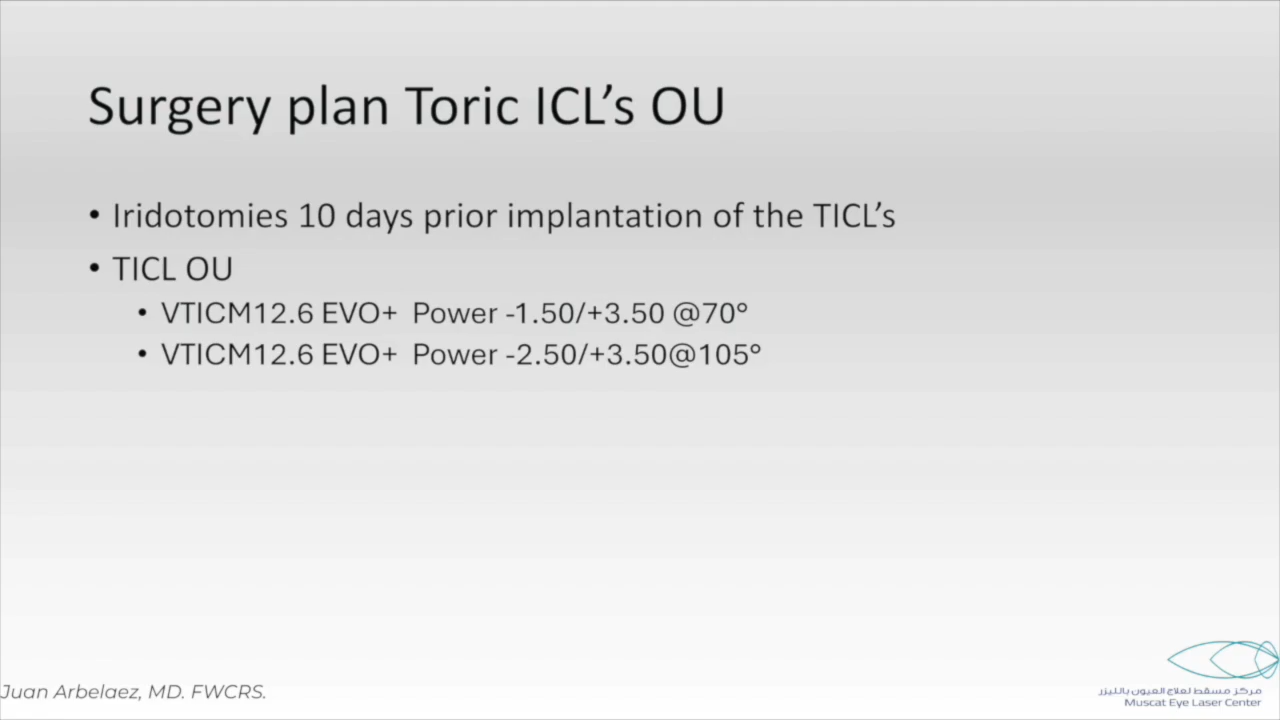 Surgery plan Toric ICL’s OU
• Iridotomies 10 days prior implantation of the TICL’s
• TICL OU
• VTICM12.6 EVO+ Power -1.50/+3.50 @70°
• VTICM12.6 EVO+ Power -2.50/+3.50@105°
Juan Arbelaez, MD. FWCRS.
مركز مسقط لعلاج العيون بالليزر
Muscat Eye Laser Center